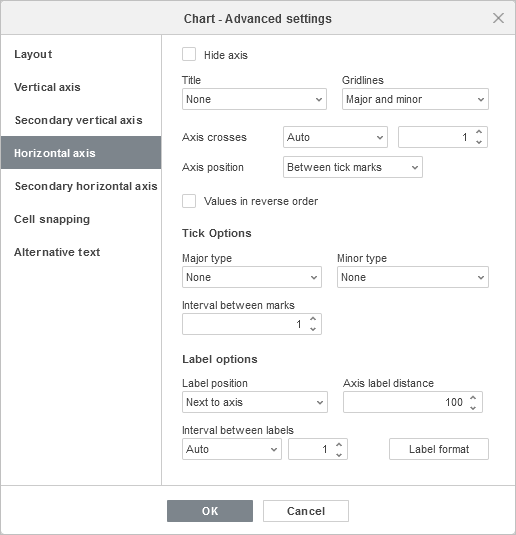 Chart - Advanced settings
Layout
Vertical axis
Secondary vertical axis
Horizontal axis
Secondary horizontal axis
Cell snapping
Alternative text
Hide axis
Title Gridlines
None Major and minor
Axis crosses Auto 1
Axis position Between tick marks
Values in reverse order
Tick Options
Major type Minor type
None None
Interval between marks
1
Label options
Label position Axis label distance
Next to axis 100
Interval between labels
Auto 1 Label format
OK Cancel